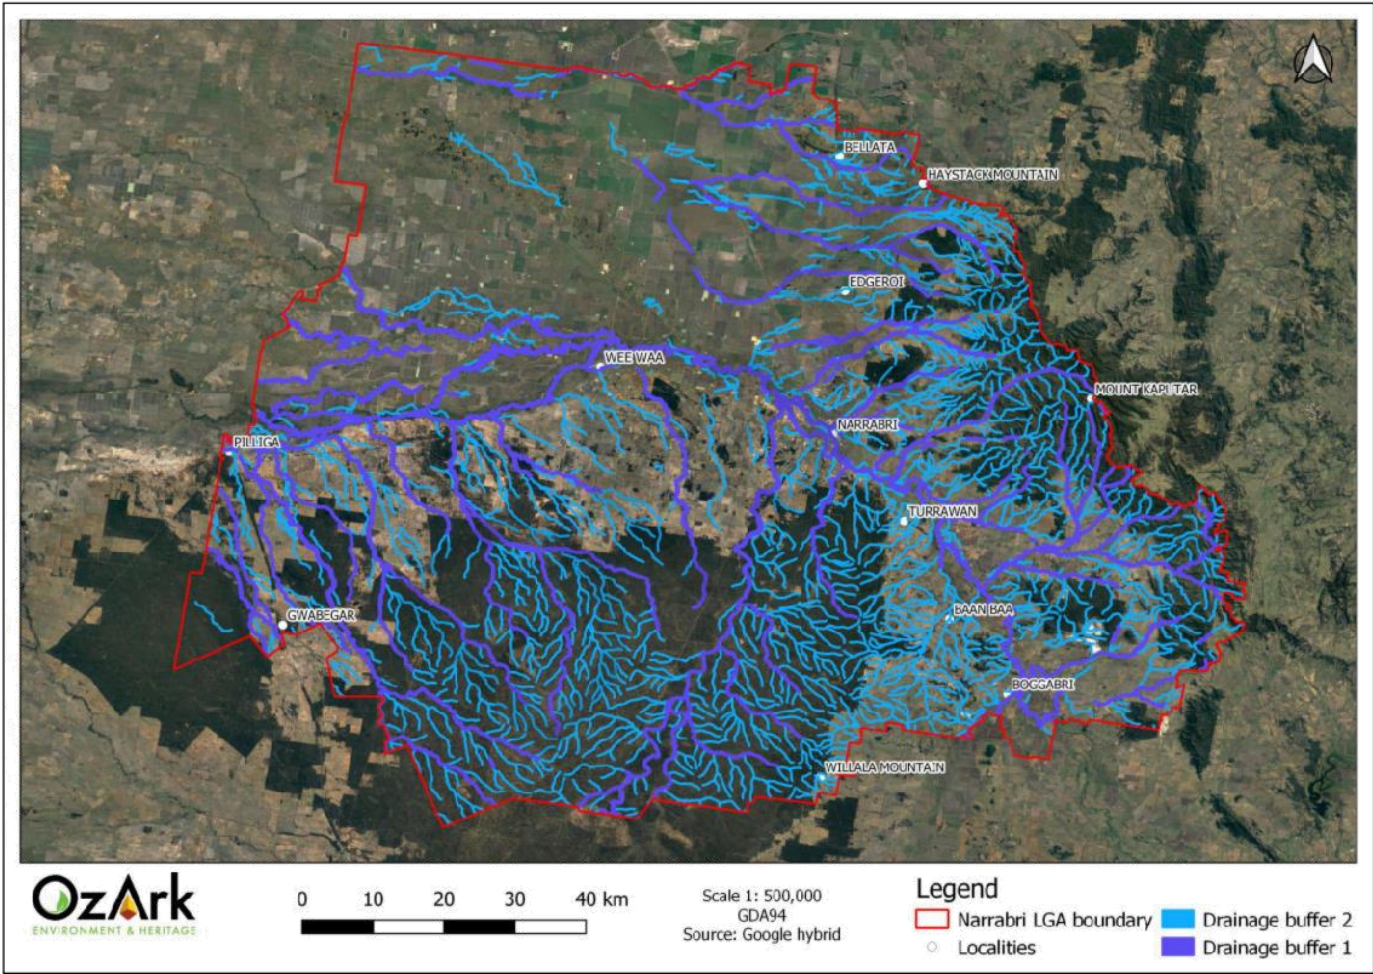 BELLATA
HAYSTACK MOUNTAIN
EDGEROI
WEE WAA
MOUNT KAPUTAR
NARRABRI
PILLIGA
TURRAWAN
BAAN BAA
GWABEGAR
BOGGABRI
WILLALA MOUNTAIN
OzArk
ENVIRONMENT & HERITAGE
0 10 20 30 40 km
Scale 1: 500,000
GDA94
Source: Google hybrid
Legend
Narrabri LGA boundary
Localities
Drainage buffer 2
Drainage buffer 1